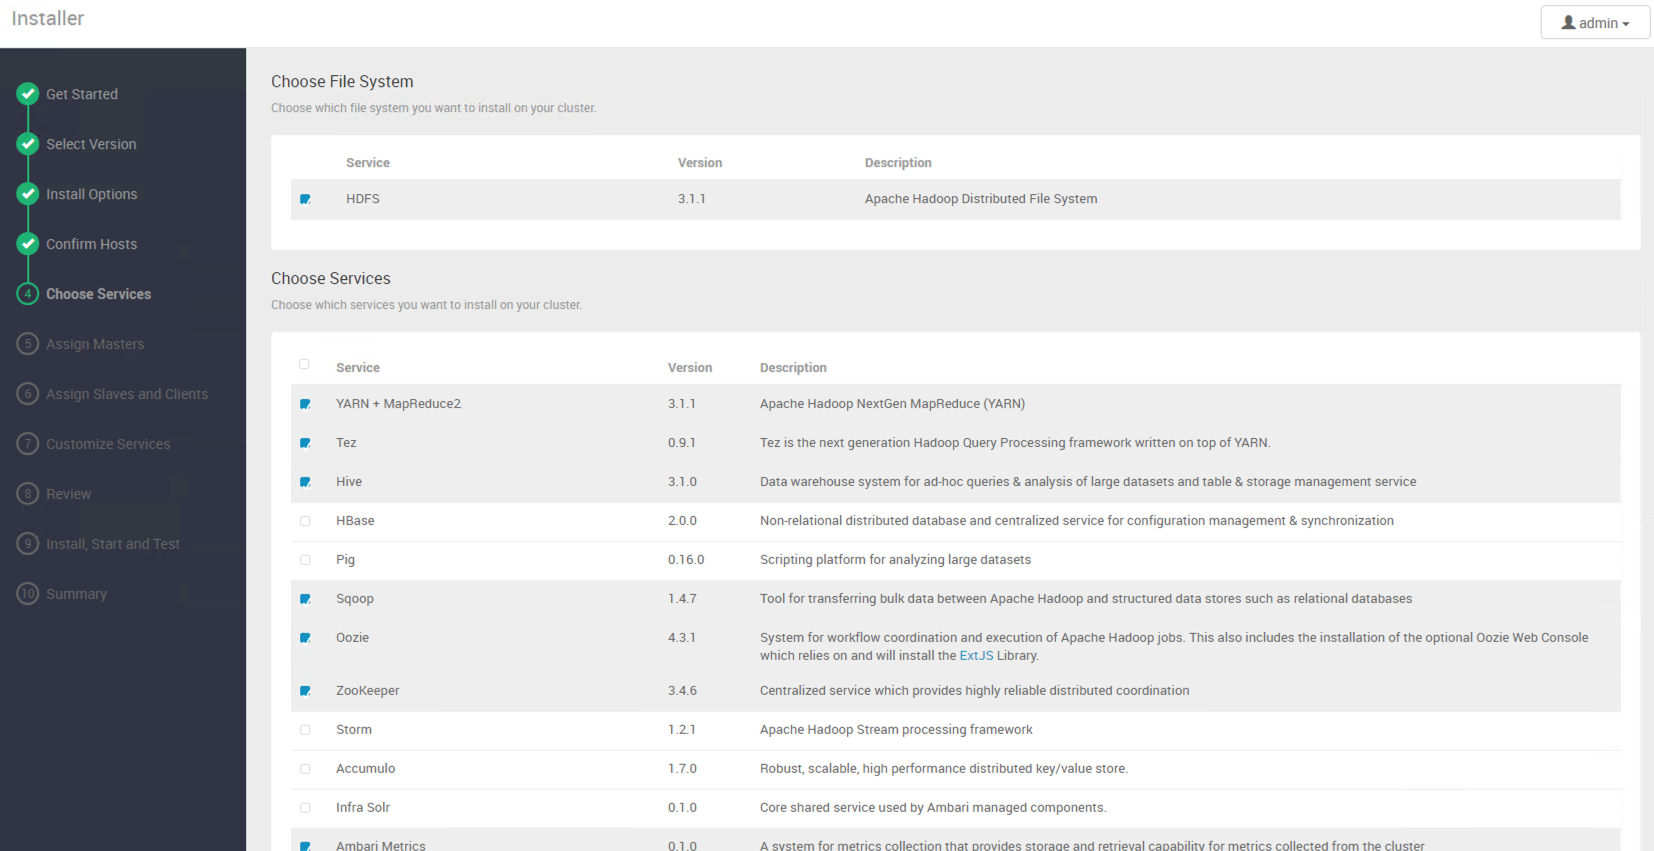 Installer
admin
Get Started
Select Version
Install Options
Confirm Hosts
4 Choose Services
5 Assign Masters
6 Assign Slaves and Clients
7 Customize Services
8 Review
9 Install, Start and Test
10 Summary
Choose File System
Choose which file system you want to install on your cluster.
Service Version Description
HDFS 3.1.1 Apache Hadoop Distributed File System
Choose Services
Choose which services you want to install on your cluster.
Service Version Description
YARN + MapReduce2 3.1.1 Apache Hadoop NextGen MapReduce (YARN)
Tez 0.9.1 Tez is the next generation Hadoop Query Processing framework written on top of YARN.
Hive 3.1.0 Data warehouse system for ad-hoc queries & analysis of large datasets and table & storage management service
HBase 2.0.0 Non-relational distributed database and centralized service for configuration management & synchronization
Pig 0.16.0 Scripting platform for analyzing large datasets
Sqoop 1.4.7 Tool for transferring bulk data between Apache Hadoop and structured data stores such as relational databases
Oozie 4.3.1 System for workflow coordination and execution of Apache Hadoop jobs. This also includes the installation of the optional Oozie Web Console
which relies on and will install the ExtJS Library.
ZooKeeper 3.4.6 Centralized service which provides highly reliable distributed coordination
Storm 1.2.1 Apache Hadoop Stream processing framework
Accumulo 1.7.0 Robust, scalable, high performance distributed key/value store.
Infra Solr 0.1.0 Core shared service used by Ambari managed components.
Ambari Metrics 0.1.0 A system for metrics collection that provides storage and retrieval capability for metrics collected from the cluster